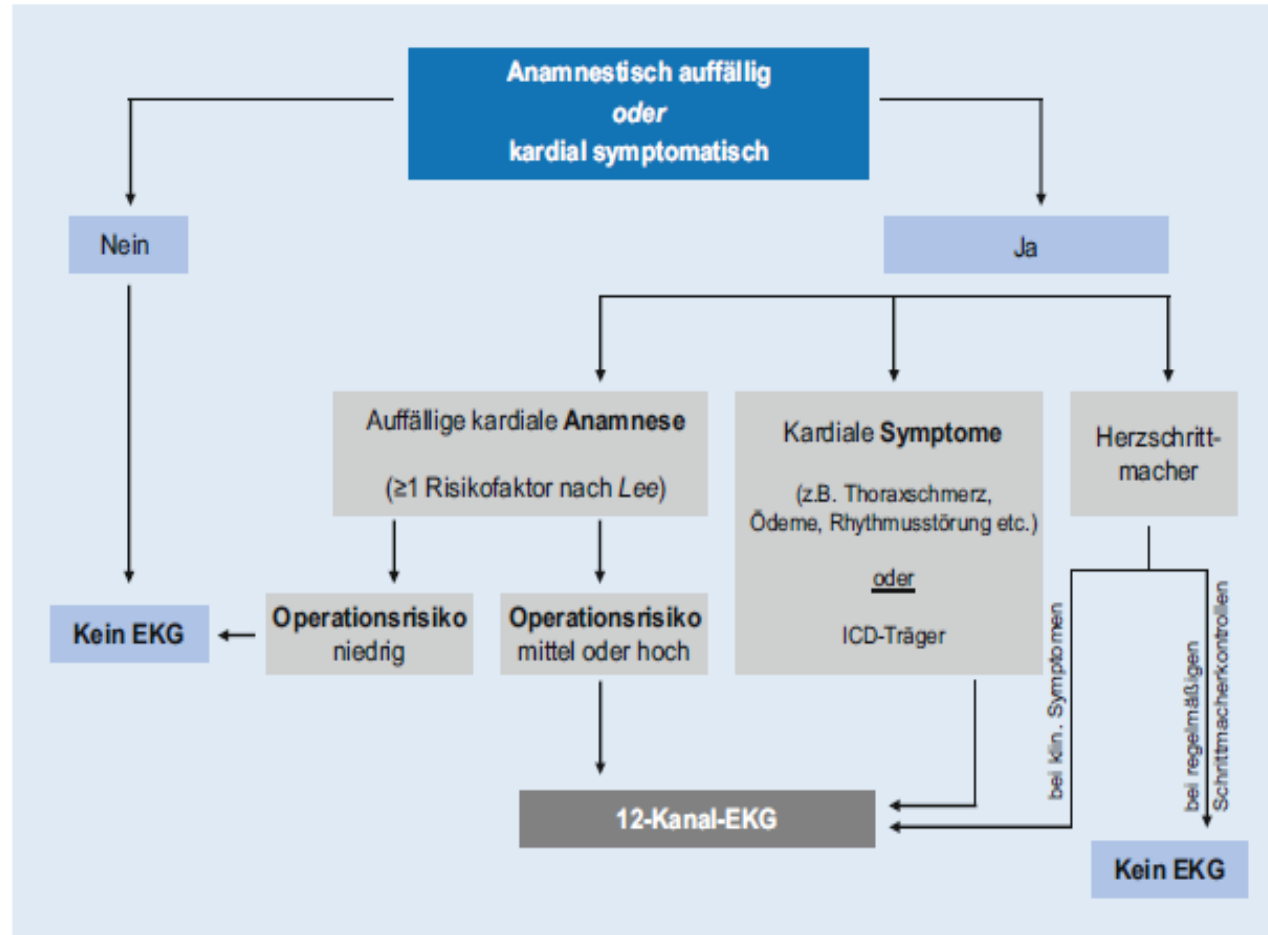 Anamnestisch auffällig
oder
kardial symptomatisch
Nein
Ja
Auffällige kardiale Anamnese
(≥1 Risikofaktor nach Lee)
Kardiale Symptome
(z.B. Thoraxschmerz,
Ödeme, Rhythmusstörung etc.)
oder
ICD-Träger
Herzschritt-
macher
Kein EKG
Operationsrisiko
niedrig
Operationsrisiko
mittel oder hoch
bei klin. Symptomen
bei regelmäßigen
Schrittmacherkontrollen
12-Kanal-EKG
Kein EKG